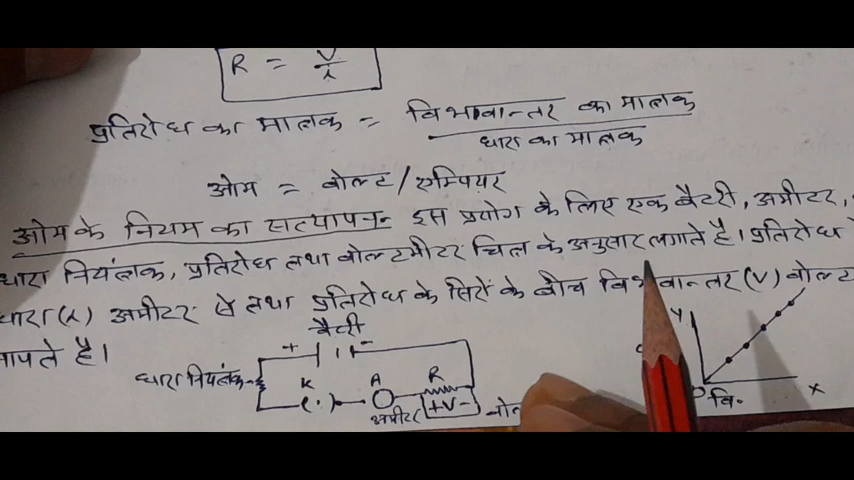 R = V/i
प्रतिरोध का मात्रक = विभवान्तर का मात्रक / धारा का मात्रक
ओम = वोल्ट / एम्पियर
ओम के नियम का सत्यापन- इस प्रयोग के लिए एक बैटरी, अमीटर,
धारा नियंत्रक, प्रतिरोध तथा वोल्टमीटर चित्र के अनुसार लगाते है। प्रतिरोध
धारा (i) अमीटर से तथा प्रतिरोध के सिरों के बीच विभवान्तर (V) वोल्ट
मापते है।
बैटरी
+ -
धारा नियंत्रक
K A R
अमीटर +V-
Y
O X
वि.